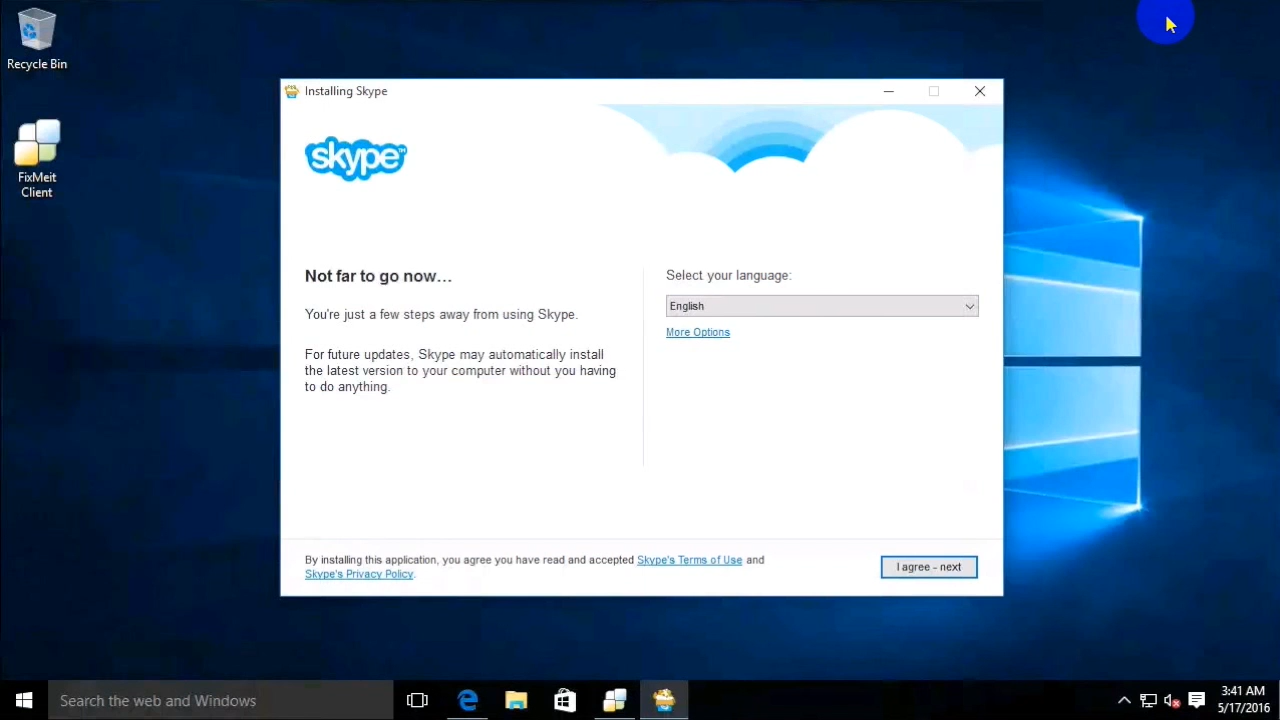 Recycle Bin
FixMeit
Client
Installing Skype
skype™
Not far to go now…
You're just a few steps away from using Skype.
For future updates, Skype may automatically install
the latest version to your computer without you having
to do anything.
Select your language:
English
More Options
By installing this application, you agree you have read and accepted Skype's Terms of Use and
Skype's Privacy Policy.
I agree - next
Search the web and Windows
3:41 AM
5/17/2016